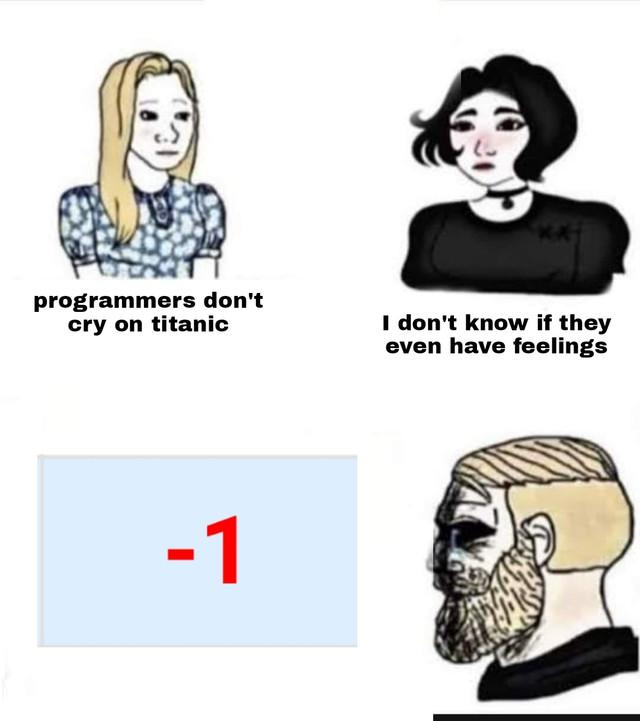 programmers don't
cry on titanic
I don't know if they
even have feelings
-1